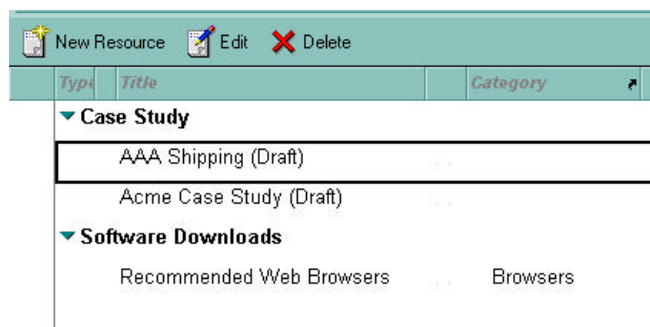 New Resource Edit Delete
Type Title Category
Case Study
AAA Shipping (Draft)
Acme Case Study (Draft)
Software Downloads
Recommended Web Browsers Browsers